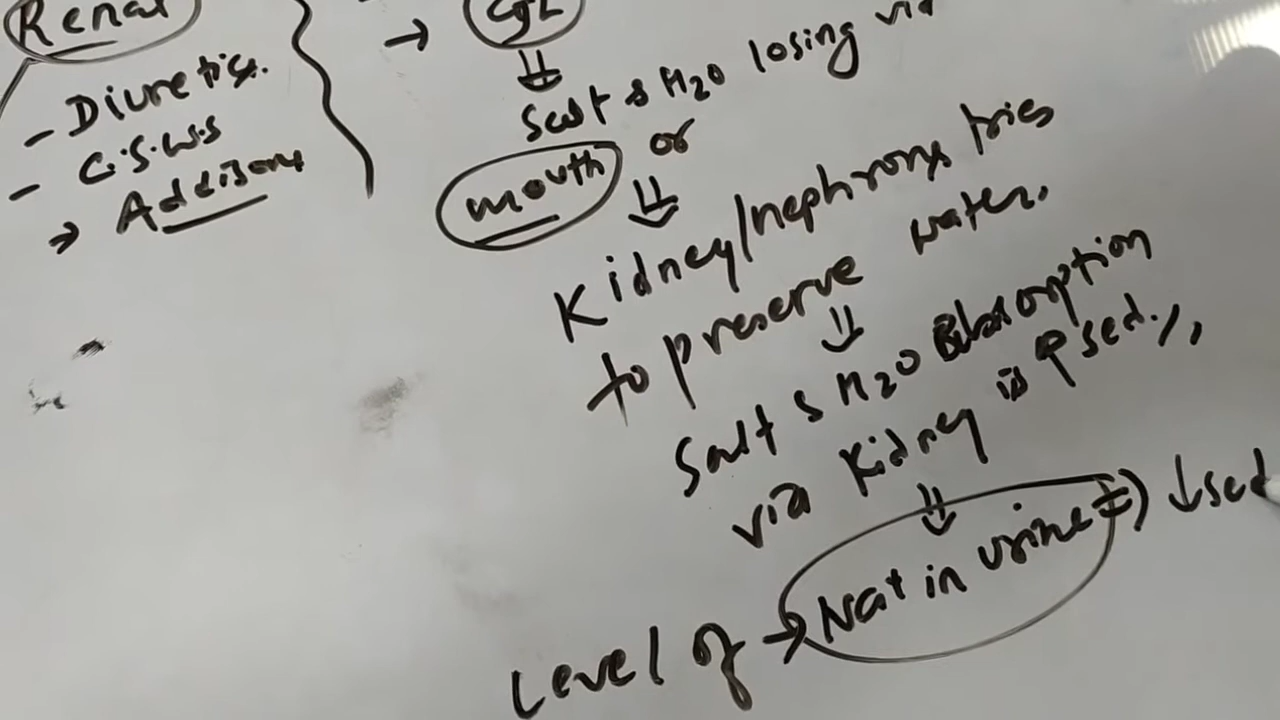 Renal
- Diuretics.
- C.S.W.S
→ Addisons
→ GIT
⇓
Salt & H2O losing via
mouth or
⇓
Kidney/nephrons tries
to preserve water.
⇓
Salt & H2O
via Kidney is ↑sed.
⇓
Level of → Na+ in urine ⇒ ↓sed